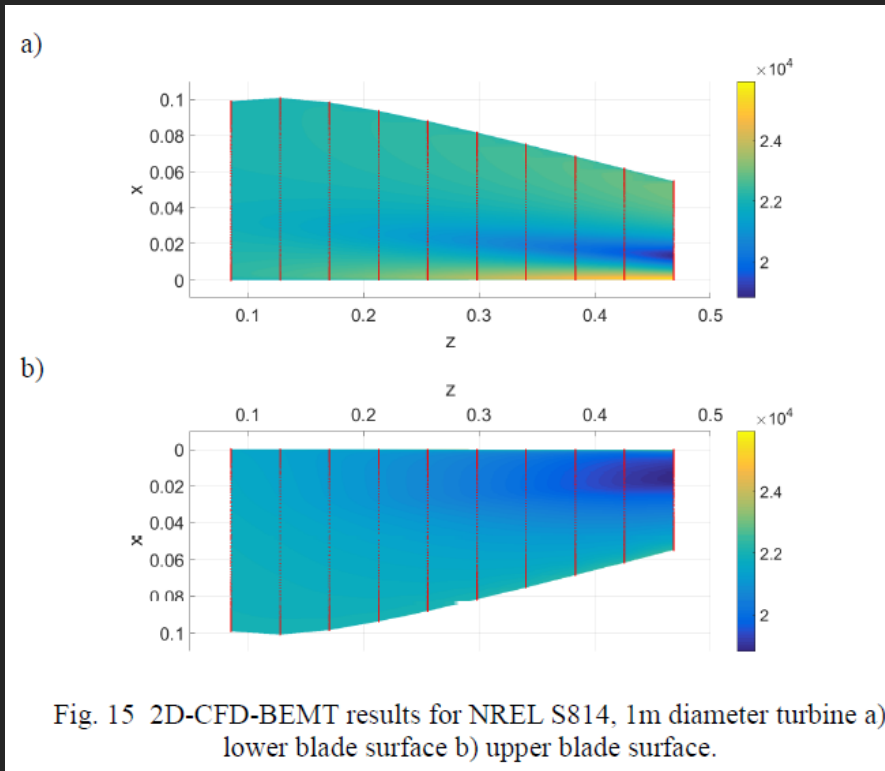 a)
×10⁴
0.1
0.08
0.06
0.04
0.02
0
x
2.4
2.2
2
0.1 0.2 0.3 0.4 0.5
z
b)
z
0.1 0.2 0.3 0.4 0.5
×10⁴
0
0.02
0.04
0.06
0.08
0.1
x
2.4
2.2
2
Fig. 15 2D-CFD-BEMT results for NREL S814, 1m diameter turbine a)
lower blade surface b) upper blade surface.